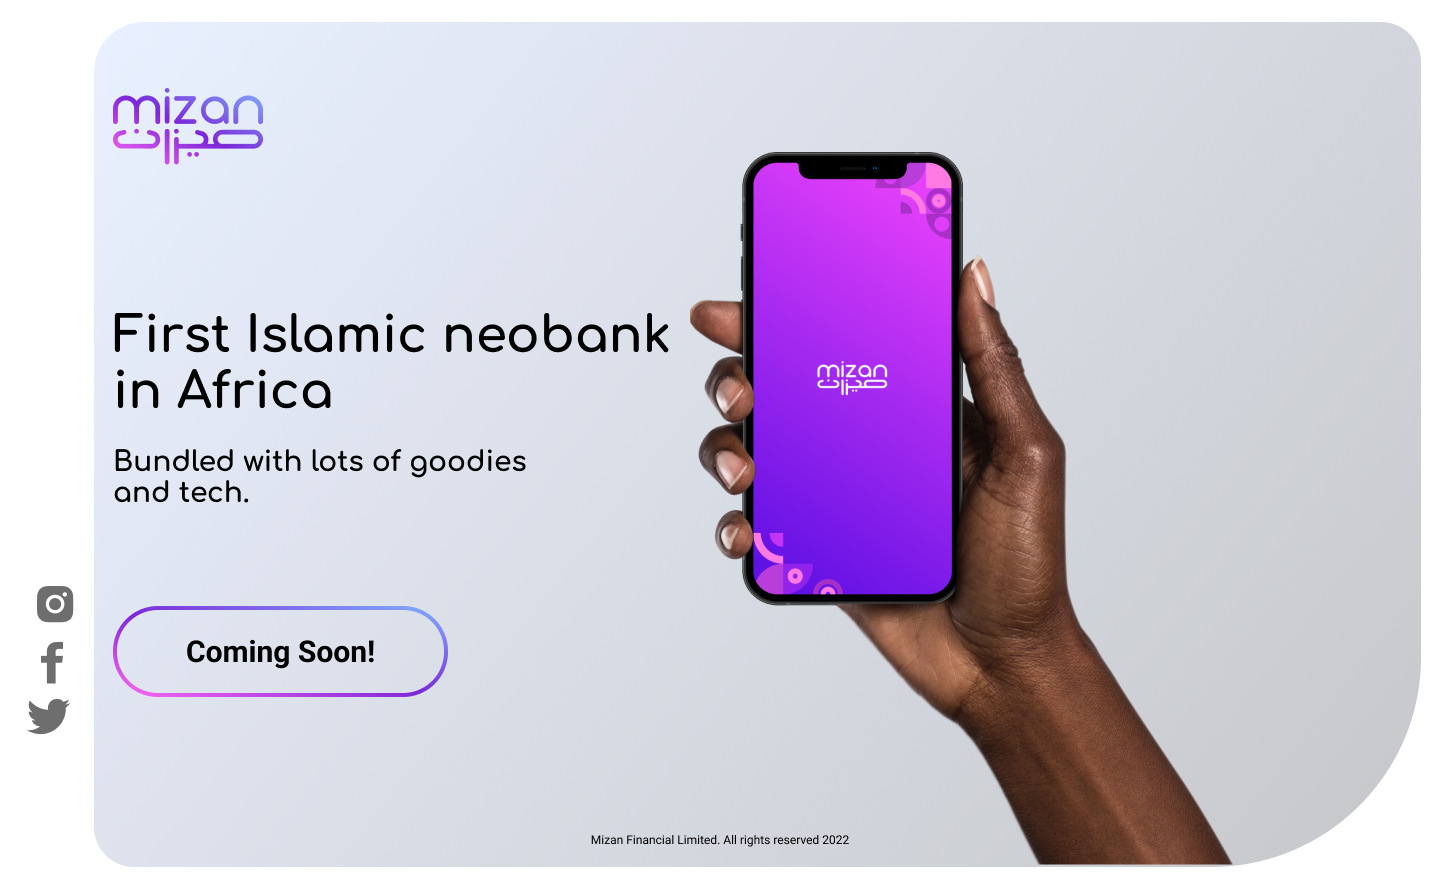 mizan
ميزان
First Islamic neobank
in Africa
Bundled with lots of goodies
and tech.
Coming Soon!
mizan
ميزان
Mizan Financial Limited. All rights reserved 2022